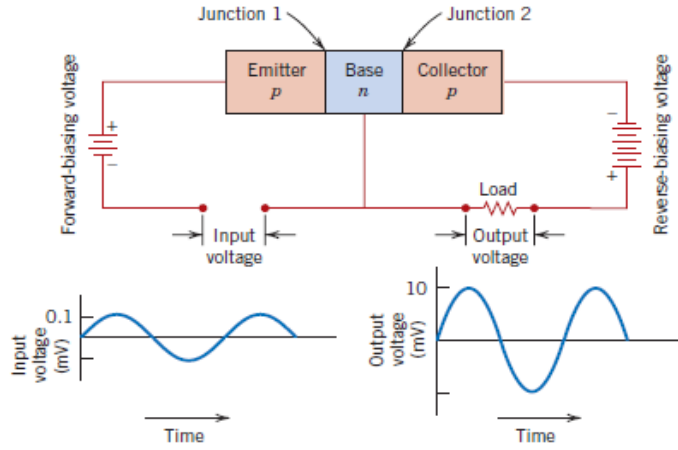 Junction 1
Junction 2
Emitter
p
Base
n
Collector
p
Forward-biasing voltage
+
−
−
+
Reverse-biasing voltage
Load
Input
voltage
Output
voltage
Input
voltage
(mV)
0.1
Time
Output
voltage
(mV)
10
Time